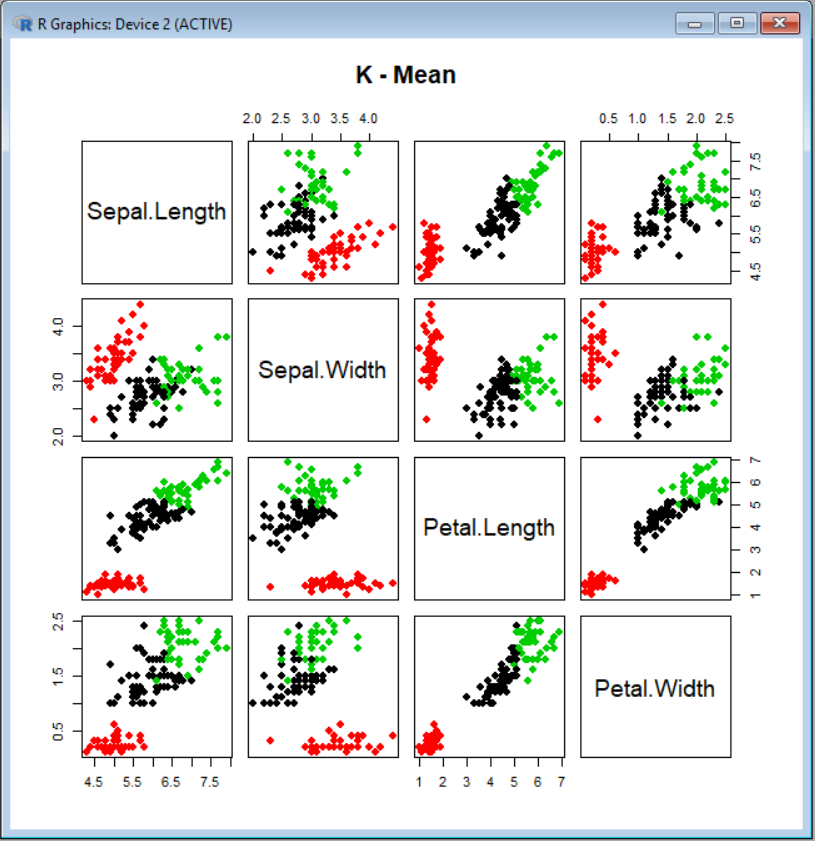 R Graphics: Device 2 (ACTIVE)
K - Mean
2.0 2.5 3.0 3.5 4.0
0.5 1.0 1.5 2.0 2.5
Sepal.Length
4.5 5.5 6.5 7.5
2.0 3.0 4.0
Sepal.Width
Petal.Length
1 2 3 4 5 6 7
0.5 1.5 2.5
Petal.Width
4.5 5.5 6.5 7.5
1 2 3 4 5 6 7